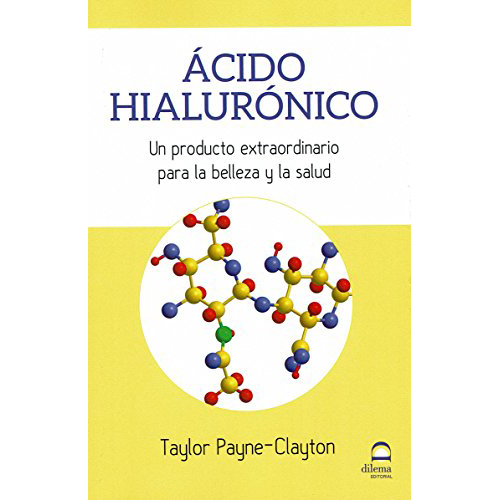 ÁCIDO
HIALURÓNICO
Un producto extraordinario
para la belleza y la salud
Taylor Payne-Clayton
dilema
EDITORIAL